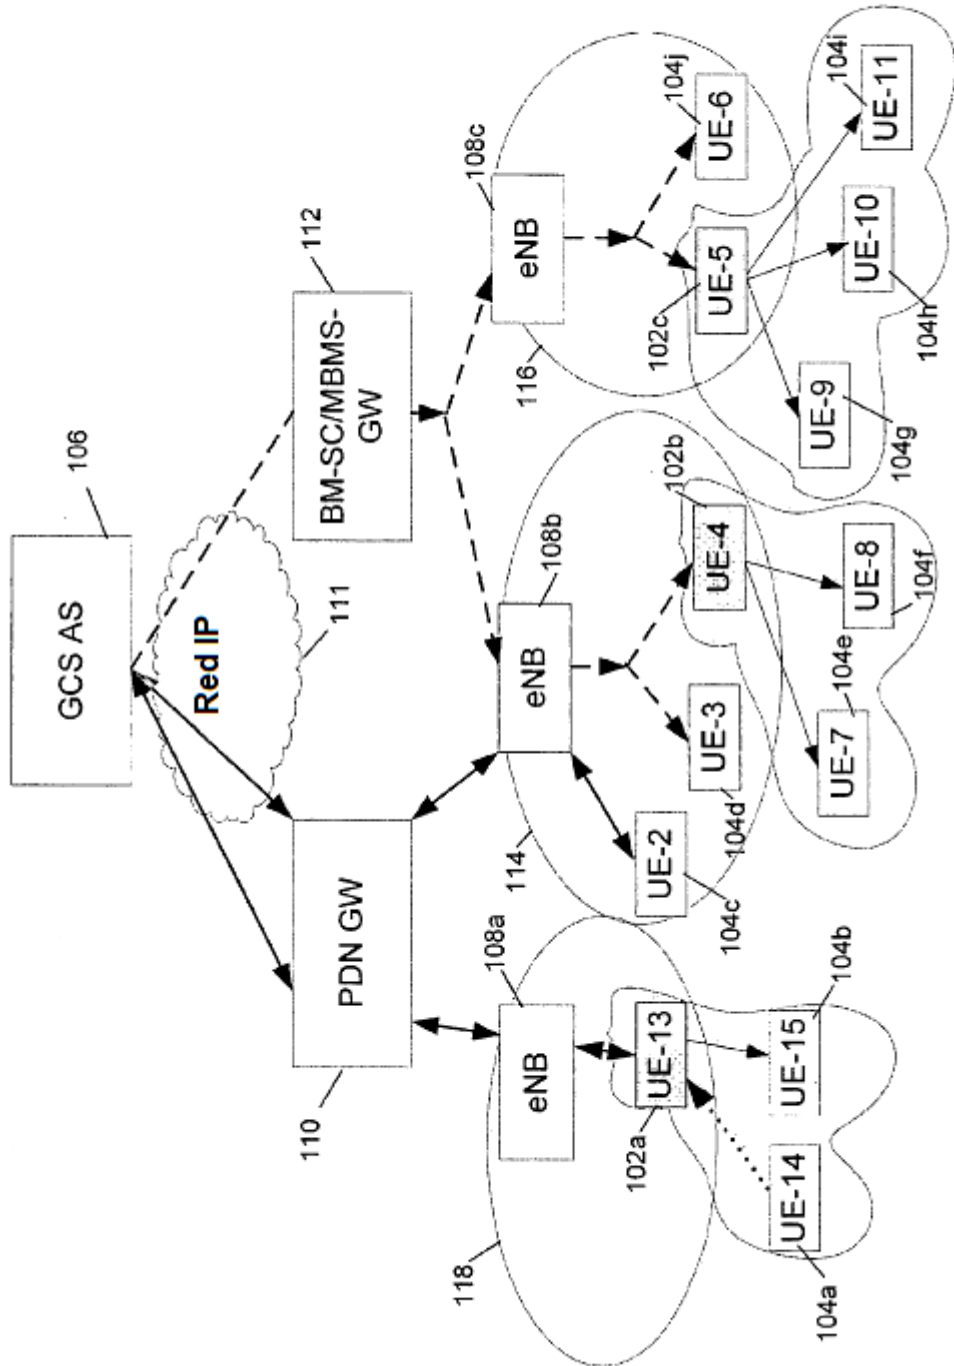 GCS AS
106
Red IP
111
PDN GW
110
BM-SC/MBMS-
GW
112
eNB
108a
eNB
108b
eNB
108c
118
114
116
UE-13
102a
UE-14
104a
UE-15
104b
UE-2
104c
UE-3
104d
UE-4
102b
UE-7
104e
UE-8
104f
UE-5
102c
UE-6
104j
UE-9
104g
UE-10
104h
UE-11
104i